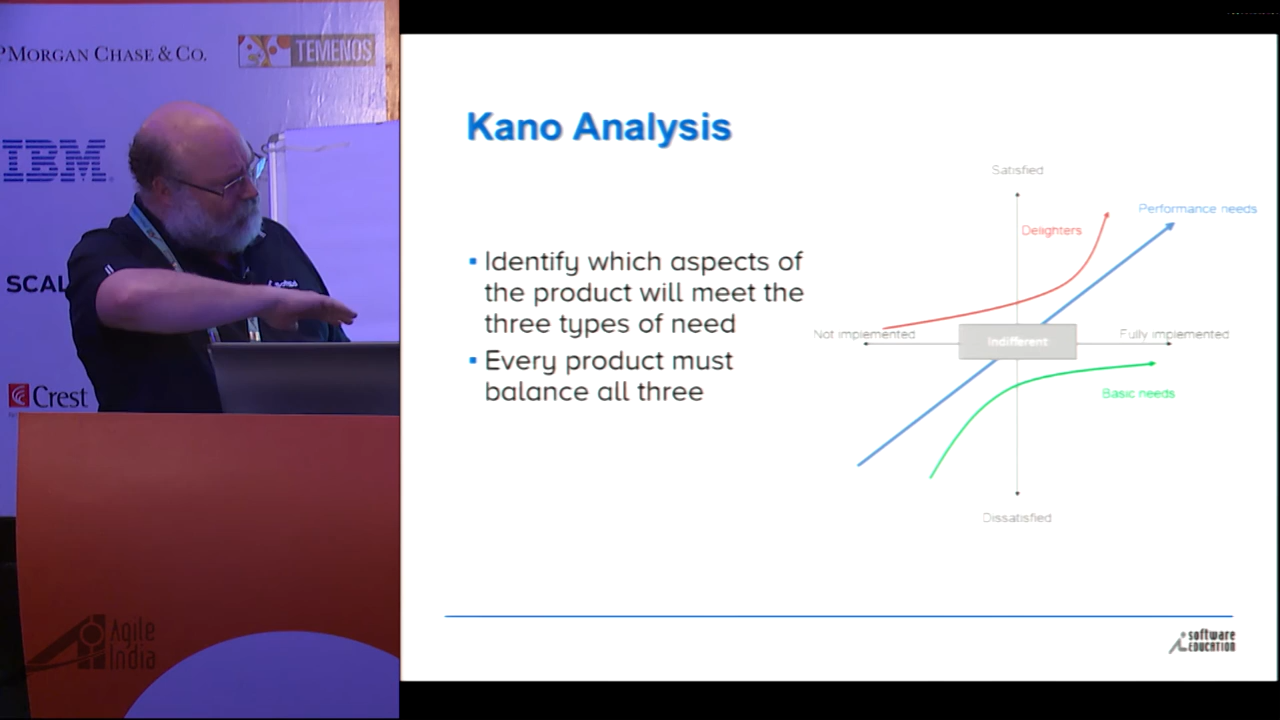 PMORGAN CHASE & CO.
TEMENOS
IBM
SCAL
Crest
Agile
India
Kano Analysis
Identify which aspects of
the product will meet the
three types of need
Every product must
balance all three
Satisfied
Performance needs
Delighters
Not implemented
Indifferent
Fully implemented
Basic needs
Dissatisfied
software
EDUCATION